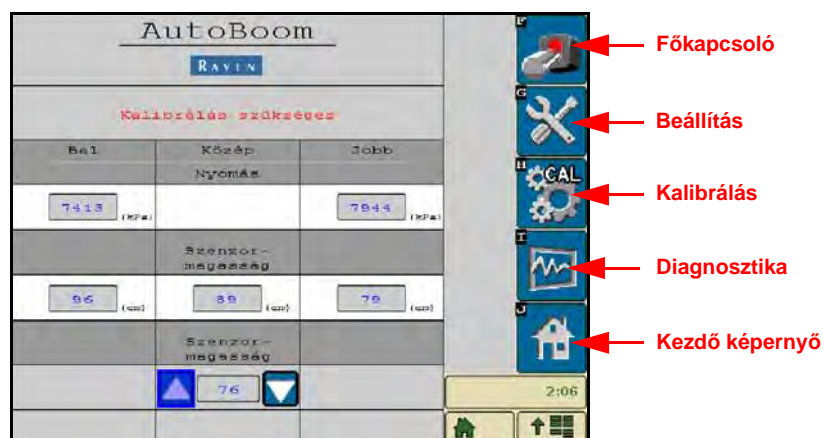 AutoBoom
RAVEN
Kalibrálás szükséges
Bal Közép Jobb
Nyomás
7413 (kPa) 7944 (kPa)
Szenzor-
magasság
96 (cm) 89 (cm) 79 (cm)
Szenzor-
magasság
76
F
Főkapcsoló
G
Beállítás
H
CAL
Kalibrálás
I
Diagnosztika
J
Kezdő képernyő
2:06